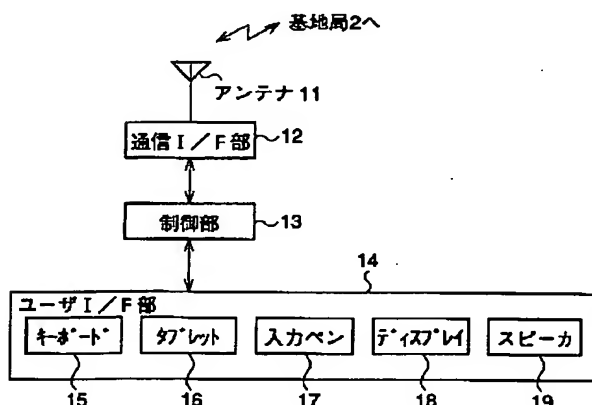 基地局2へ
アンテナ11
通信I/F部 12
制御部 13
14
ユーザI/F部
キーボード タブレット 入力ペン ディスプレイ スピーカ
15 16 17 18 19